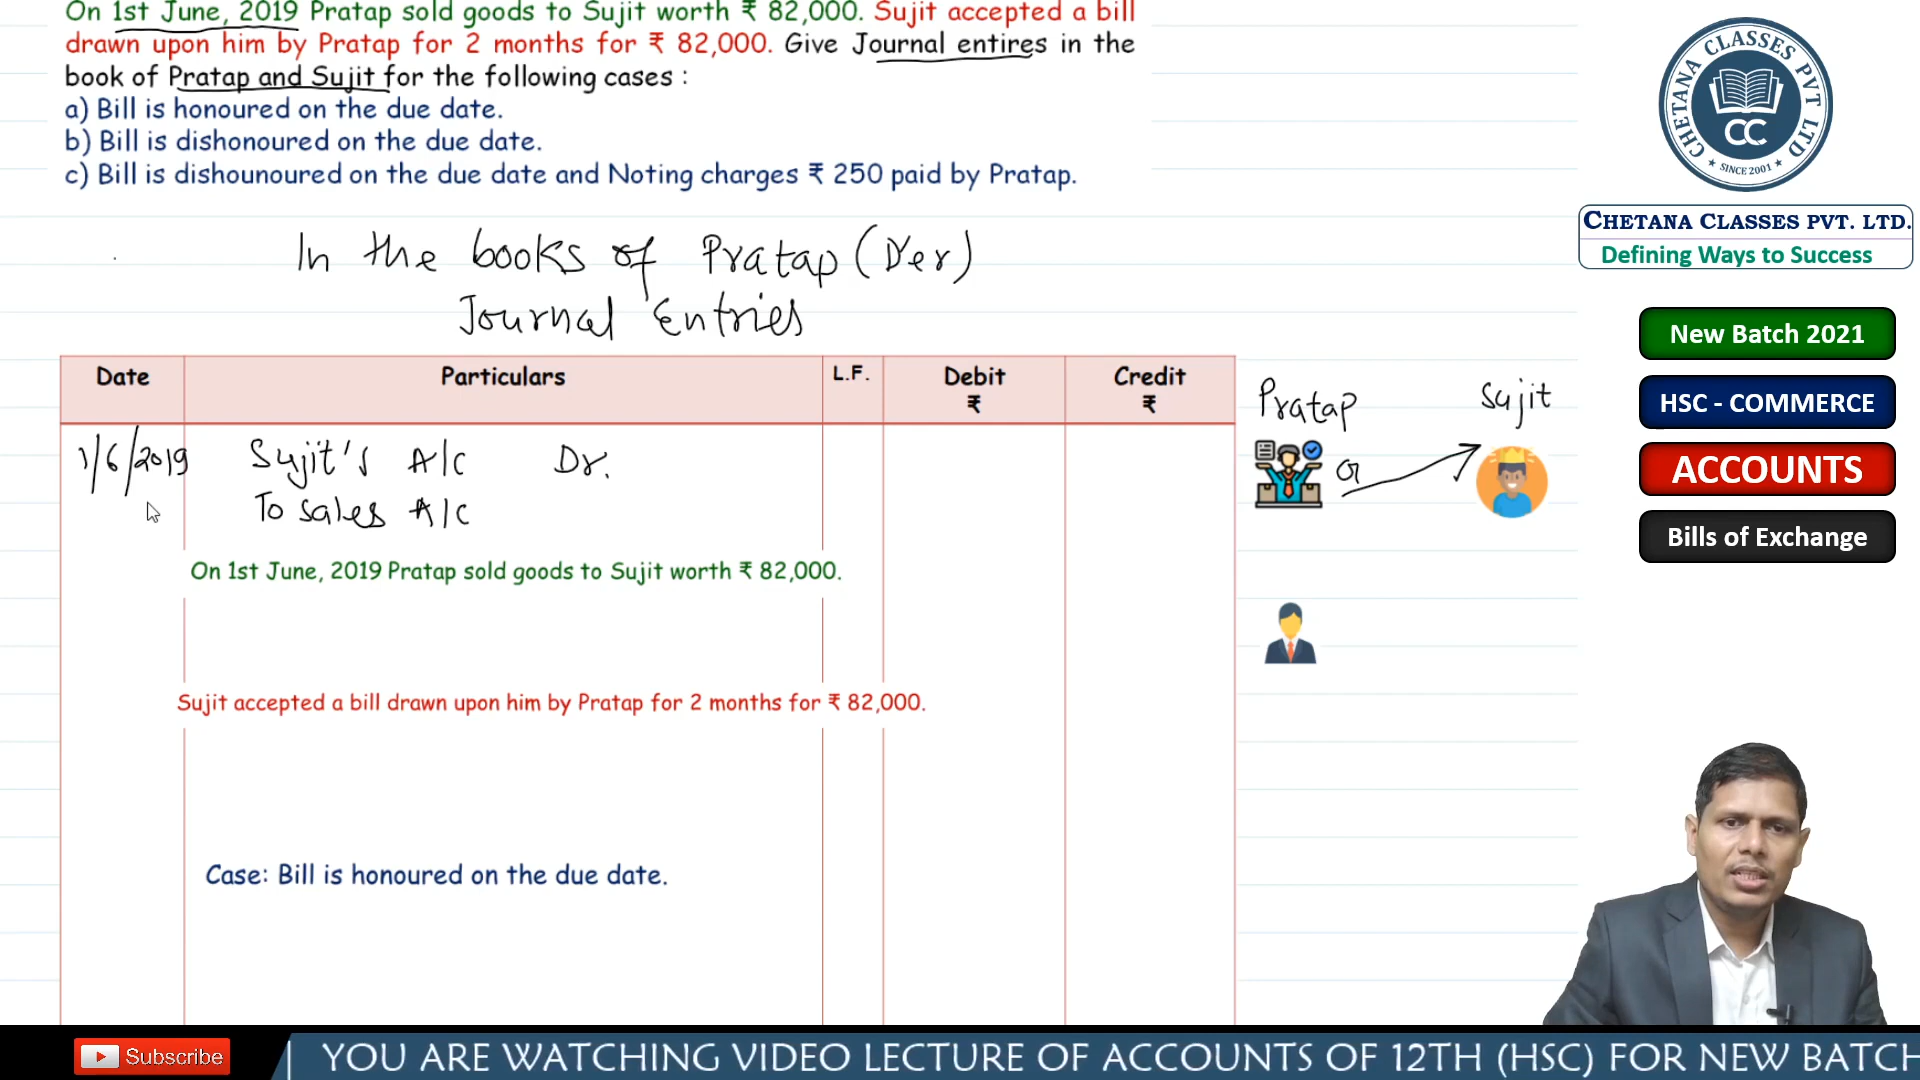 On 1st June, 2019 Pratap sold goods to Sujit worth ₹ 82,000. Sujit accepted a bill
drawn upon him by Pratap for 2 months for ₹ 82,000. Give Journal entires in the
book of Pratap and Sujit for the following cases :
a) Bill is honoured on the due date.
b) Bill is dishonoured on the due date.
c) Bill is dishounoured on the due date and Noting charges ₹ 250 paid by Pratap.
In the books of Pratap (Der)
Journal Entries
Date Particulars L.F. Debit ₹ Credit ₹
1/6/2019 Sujit's A/c Dr.
To Sales A/c
On 1st June, 2019 Pratap sold goods to Sujit worth ₹ 82,000.
Sujit accepted a bill drawn upon him by Pratap for 2 months for ₹ 82,000.
Case: Bill is honoured on the due date.
Pratap Sujit
G
CHETANA CLASSES PVT LTD
CC
SINCE 2001
CHETANA CLASSES PVT. LTD.
Defining Ways to Success
New Batch 2021
HSC - COMMERCE
ACCOUNTS
Bills of Exchange
Subscribe
YOU ARE WATCHING VIDEO LECTURE OF ACCOUNTS OF 12TH (HSC) FOR NEW BATCH